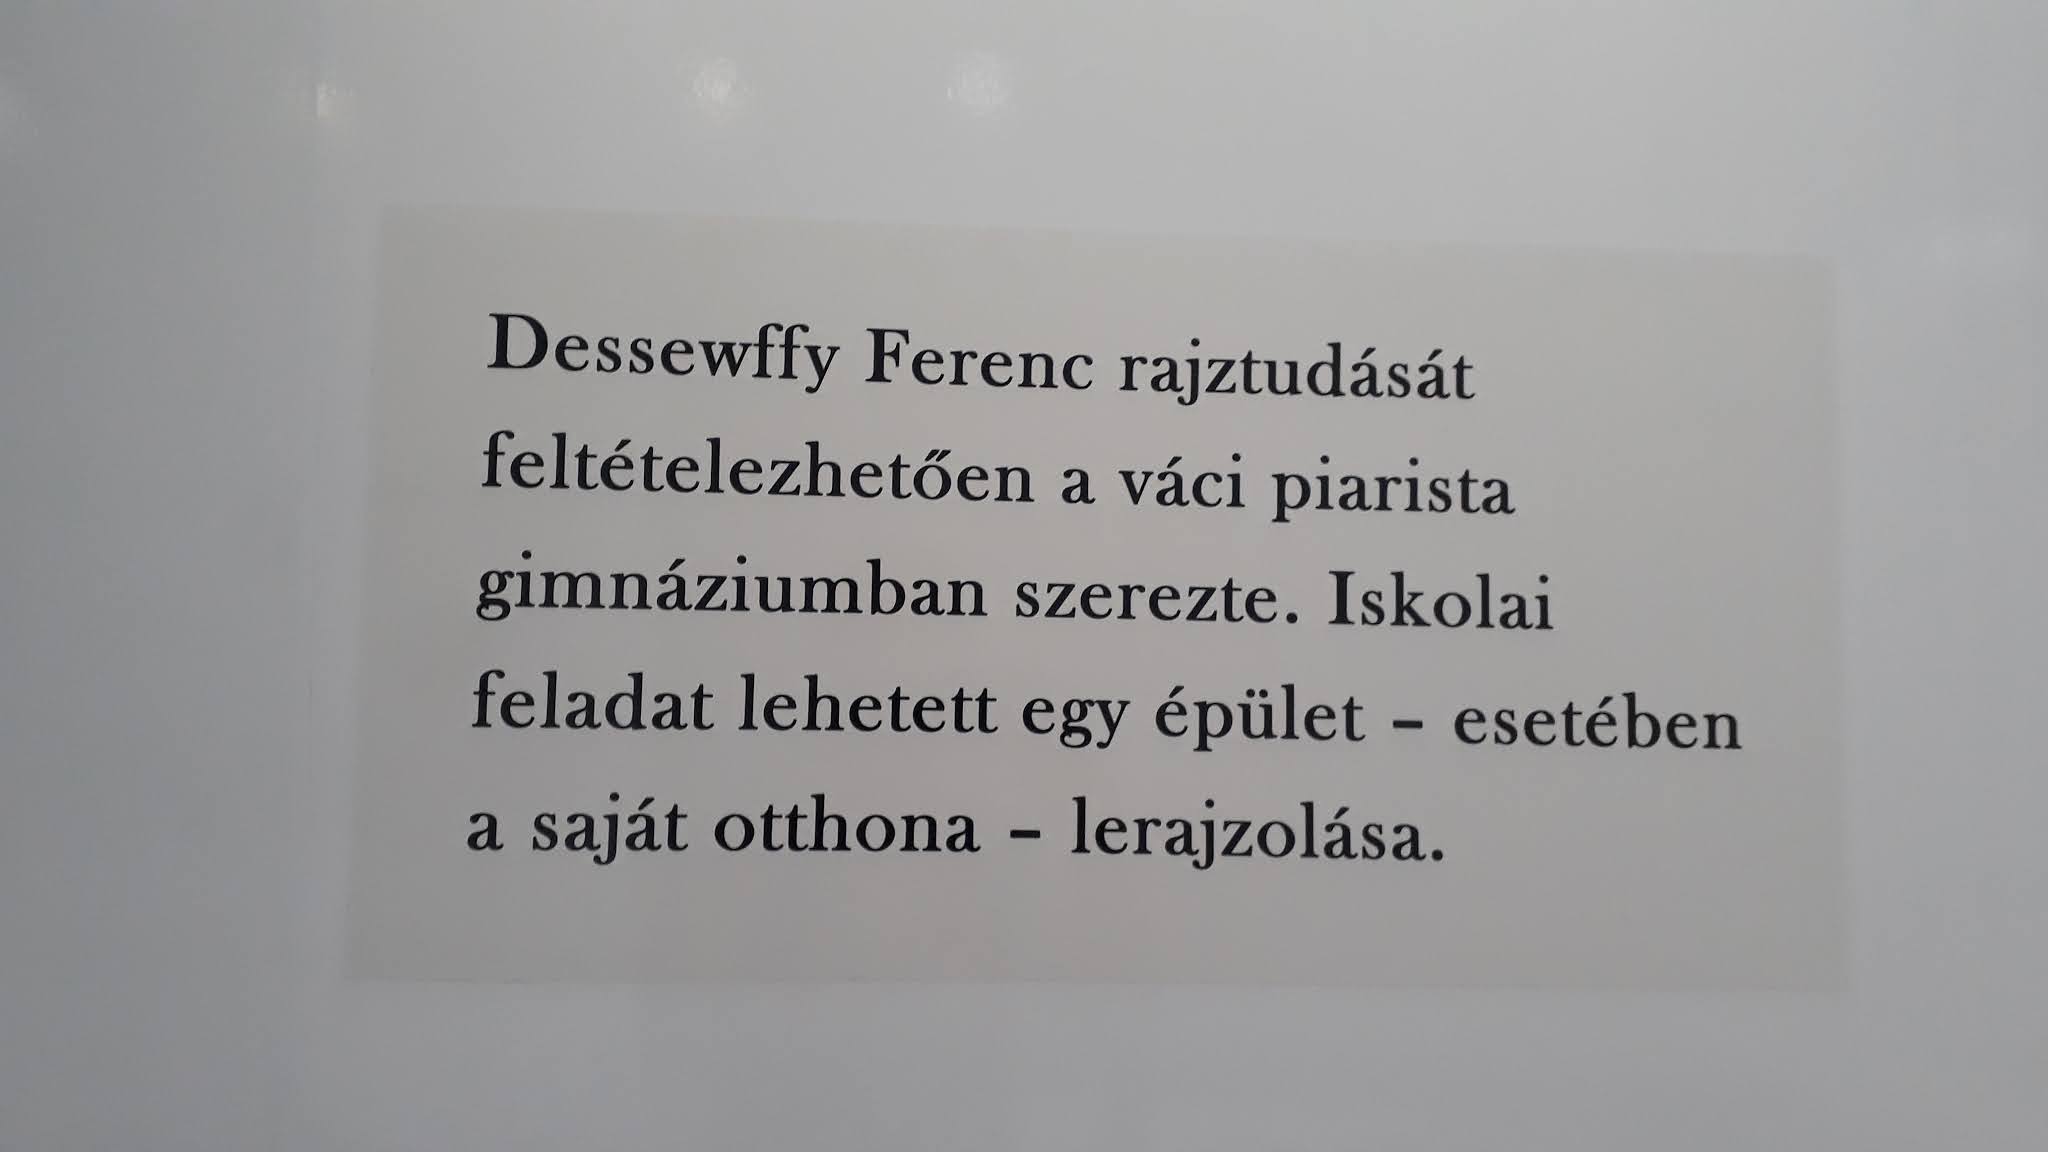 Dessewffy Ferenc rajztudását
feltételezhetően a váci piarista
gimnáziumban szerezte. Iskolai
feladat lehetett egy épület – esetében
a saját otthona – lerajzolása.